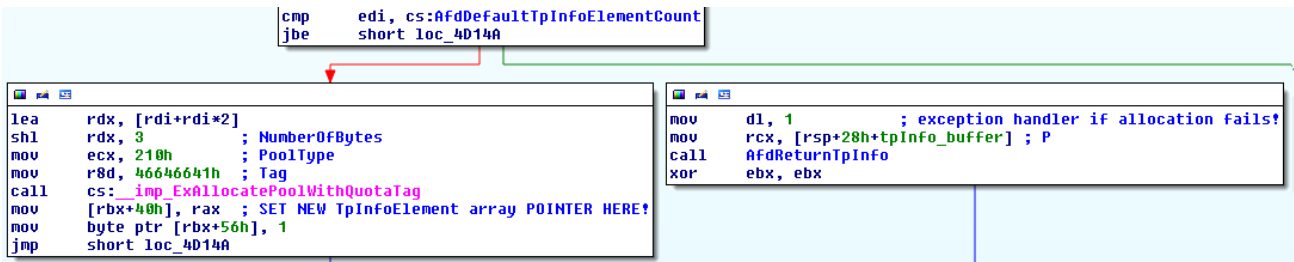 cmp     edi, cs:AfdDefaultTpInfoElementCount
jbe     short loc_4D14A
lea     rdx, [rdi+rdi*2]
shl     rdx, 3          ; NumberOfBytes
mov     ecx, 210h       ; PoolType
mov     r8d, 46646641h  ; Tag
call    cs:__imp_ExAllocatePoolWithQuotaTag
mov     [rbx+40h], rax  ; SET NEW TpInfoElement array POINTER HERE!
mov     byte ptr [rbx+56h], 1
jmp     short loc_4D14A
mov     dl, 1           ; exception handler if allocation fails!
mov     rcx, [rsp+28h+tpInfo_buffer] ; P
call    AfdReturnTpInfo
xor     ebx, ebx